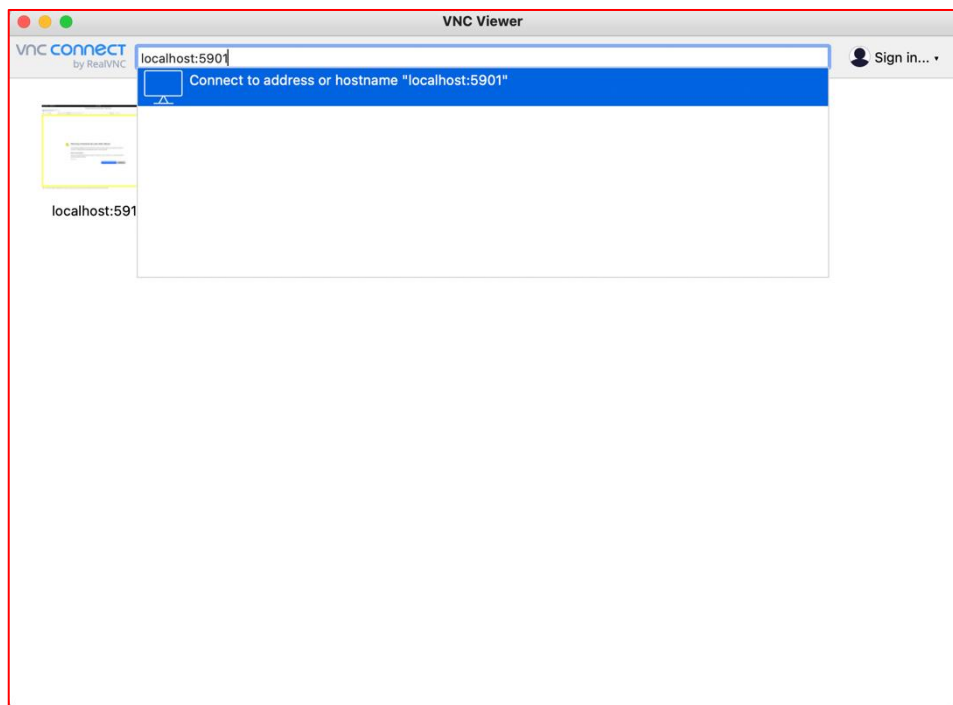 VNC Viewer
vnc connect
by RealVNC
localhost:5901
Sign in...
Connect to address or hostname "localhost:5901"
localhost:591